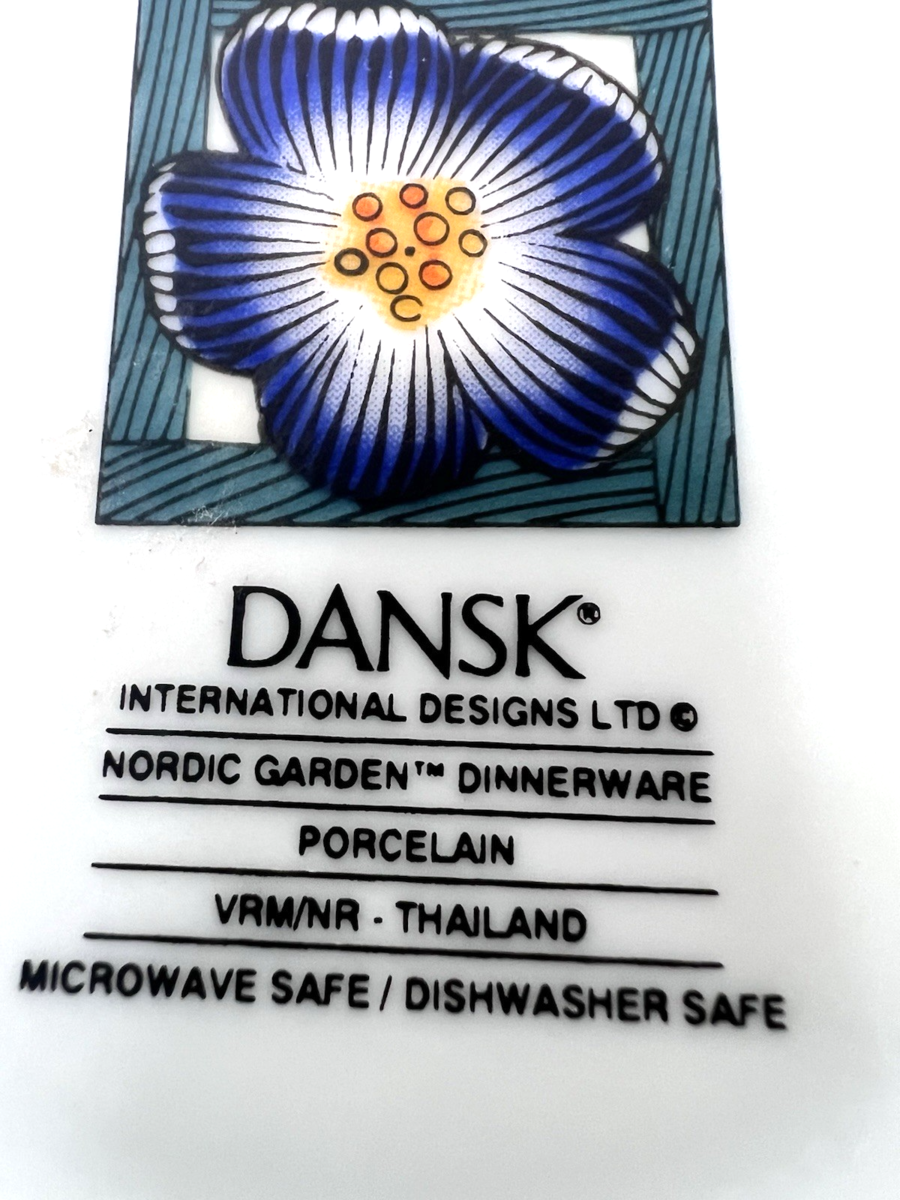 DANSK®
INTERNATIONAL DESIGNS LTD ©
NORDIC GARDEN™ DINNERWARE
PORCELAIN
VRM/NR - THAILAND
MICROWAVE SAFE / DISHWASHER SAFE